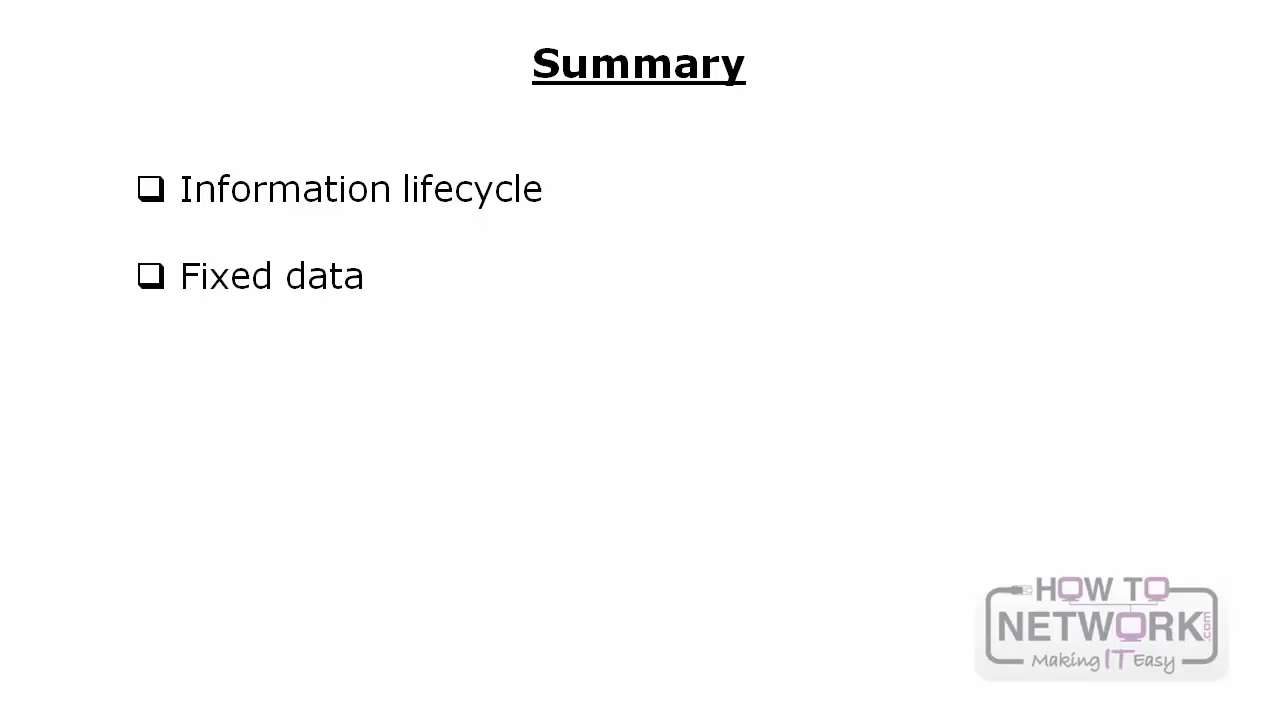 Summary
❑ Information lifecycle
❑ Fixed data
HOW TO
NETWORK.com
Making IT Easy